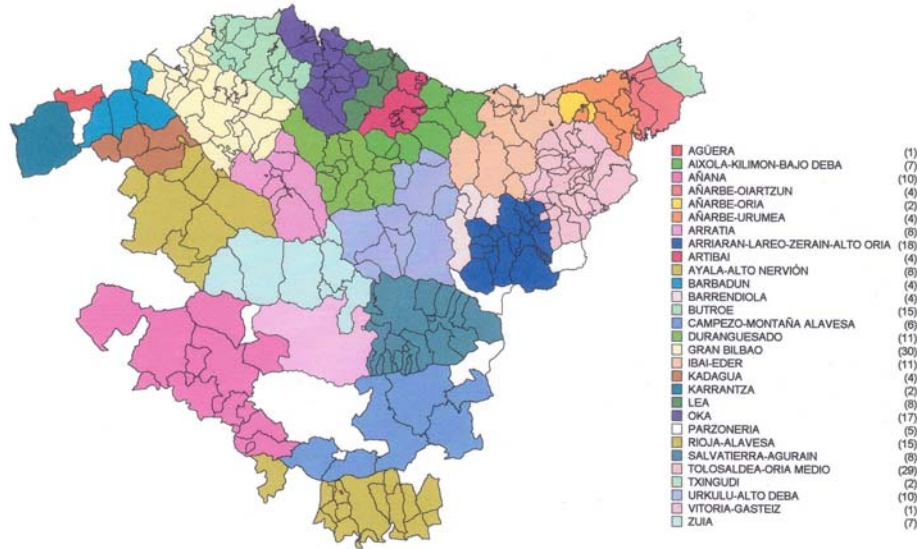 AGÜERA (1)
AIXOLA-KILIMON-BAJO DEBA (7)
AÑANA (10)
AÑARBE-OIARTZUN (4)
AÑARBE-ORIA (2)
AÑARBE-URUMEA (4)
ARRATIA (8)
ARRIARAN-LAREO-ZERAIN-ALTO ORIA (18)
ARTIBAI (4)
AYALA-ALTO NERVIÓN (8)
BARBADUN (4)
BARRENDIOLA (4)
BUTROE (15)
CAMPEZO-MONTAÑA ALAVESA (6)
DURANGUESADO (11)
GRAN BILBAO (30)
IBAI-EDER (11)
KADAGUA (4)
KARRANTZA (2)
LEA (8)
OKA (17)
PARZONERIA (5)
RIOJA-ALAVESA (15)
SALVATIERRA-AGURAIN (8)
TOLOSALDEA-ORIA MEDIO (29)
TXINGUDI (2)
URKULU-ALTO DEBA (10)
VITORIA-GASTEIZ (1)
ZUIA (7)